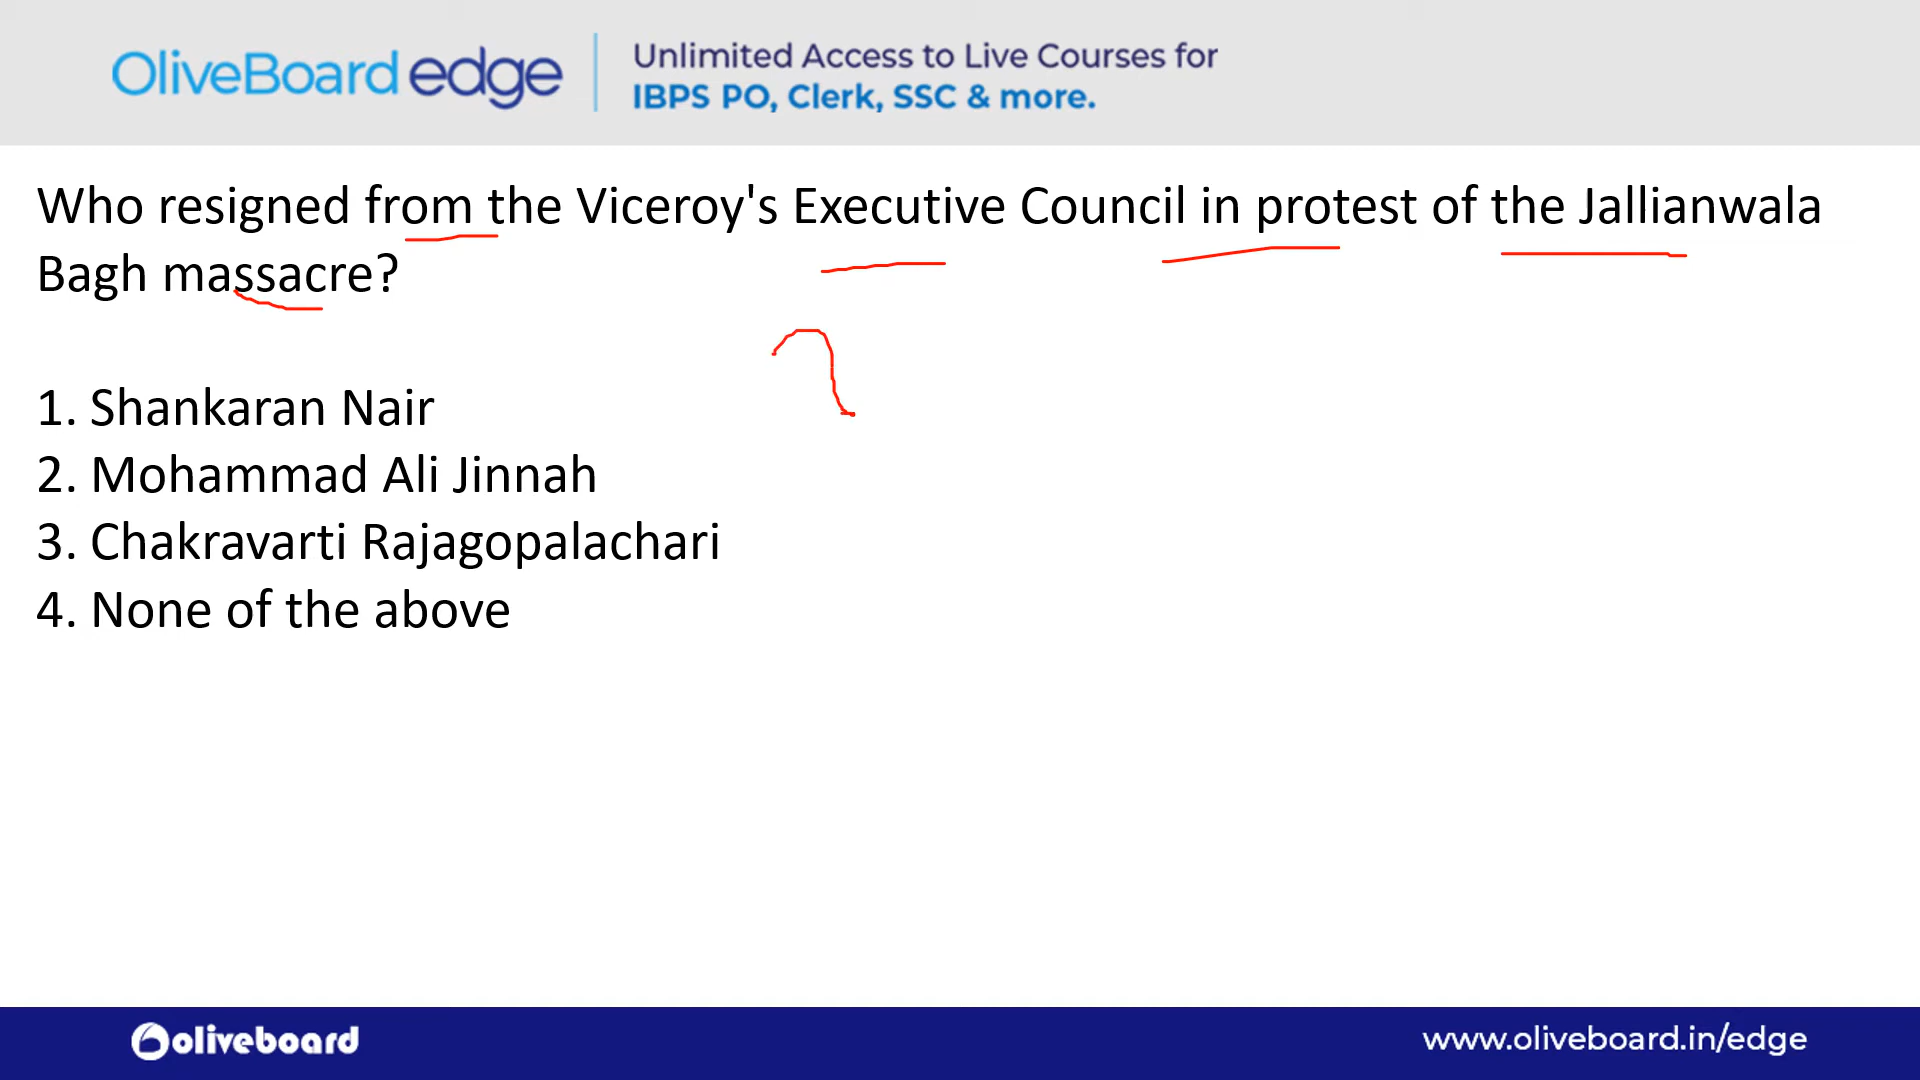 OliveBoard edge
Unlimited Access to Live Courses for
IBPS PO, Clerk, SSC & more.
Who resigned from the Viceroy's Executive Council in protest of the Jallianwala
Bagh massacre?
1. Shankaran Nair
2. Mohammad Ali Jinnah
3. Chakravarti Rajagopalachari
4. None of the above
oliveboard
www.oliveboard.in/edge